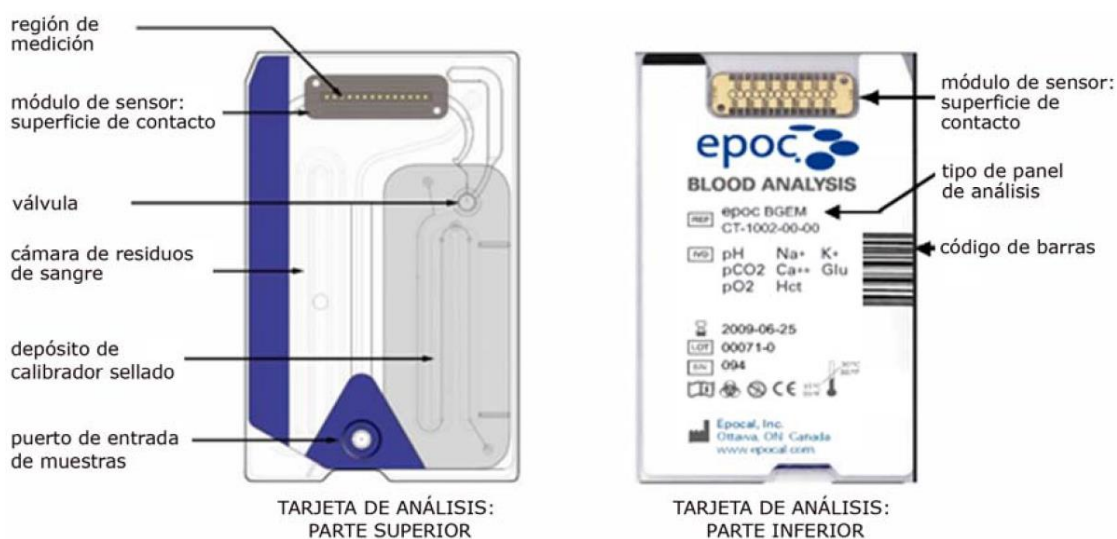 región de
medición
módulo de sensor:
superficie de contacto
válvula
cámara de residuos
de sangre
depósito de
calibrador sellado
puerto de entrada
de muestras
TARJETA DE ANÁLISIS:
PARTE SUPERIOR
módulo de sensor:
superficie de
contacto
tipo de panel
de análisis
código de barras
epoc
BLOOD ANALYSIS
REF epoc BGEM
CT-1002-00-00
IVD pH Na+ K+
pCO2 Ca++ Glu
pO2 Hct
2009-06-25
LOT 00071-0
094
CE
Epocal, Inc.
Ottawa, ON Canada
www.epocal.com
TARJETA DE ANÁLISIS:
PARTE INFERIOR